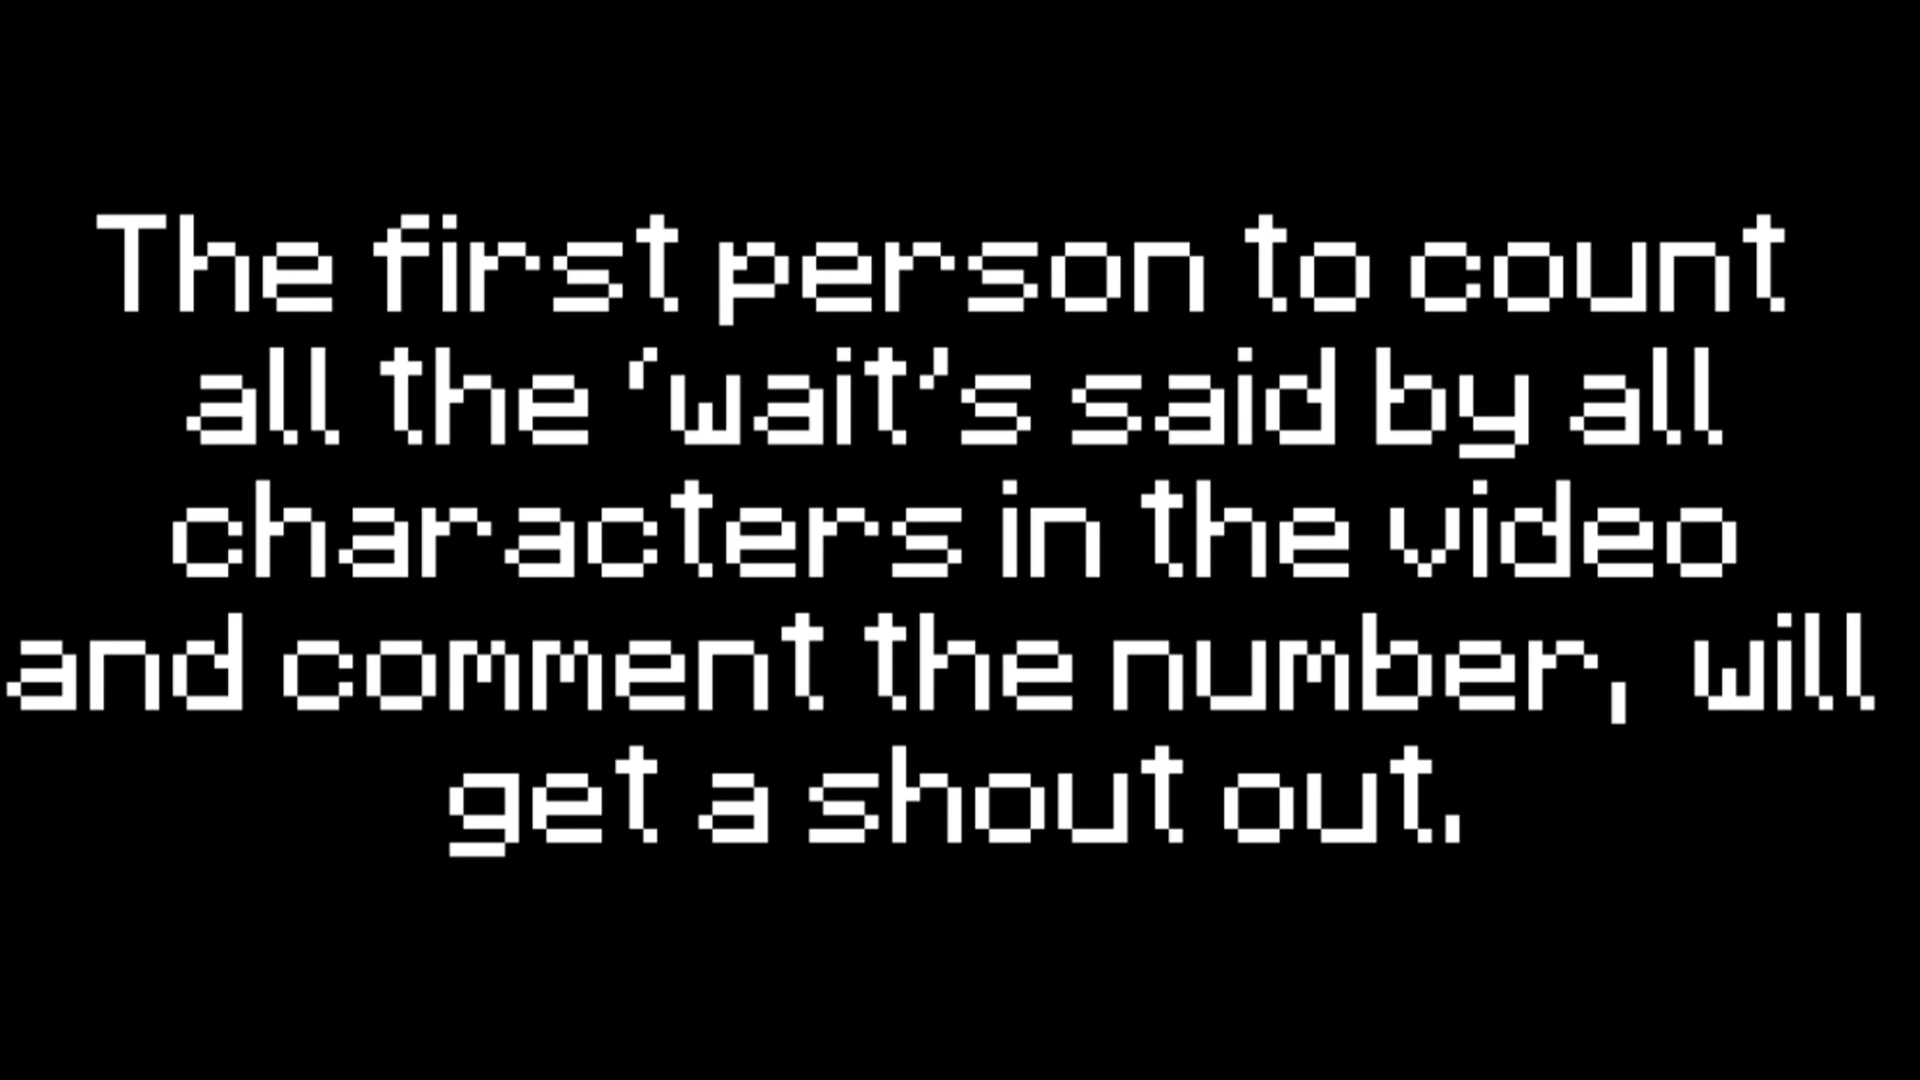 The first person to count
all the ‘wait’s said by all
characters in the video
and comment the number, will
get a shout out.